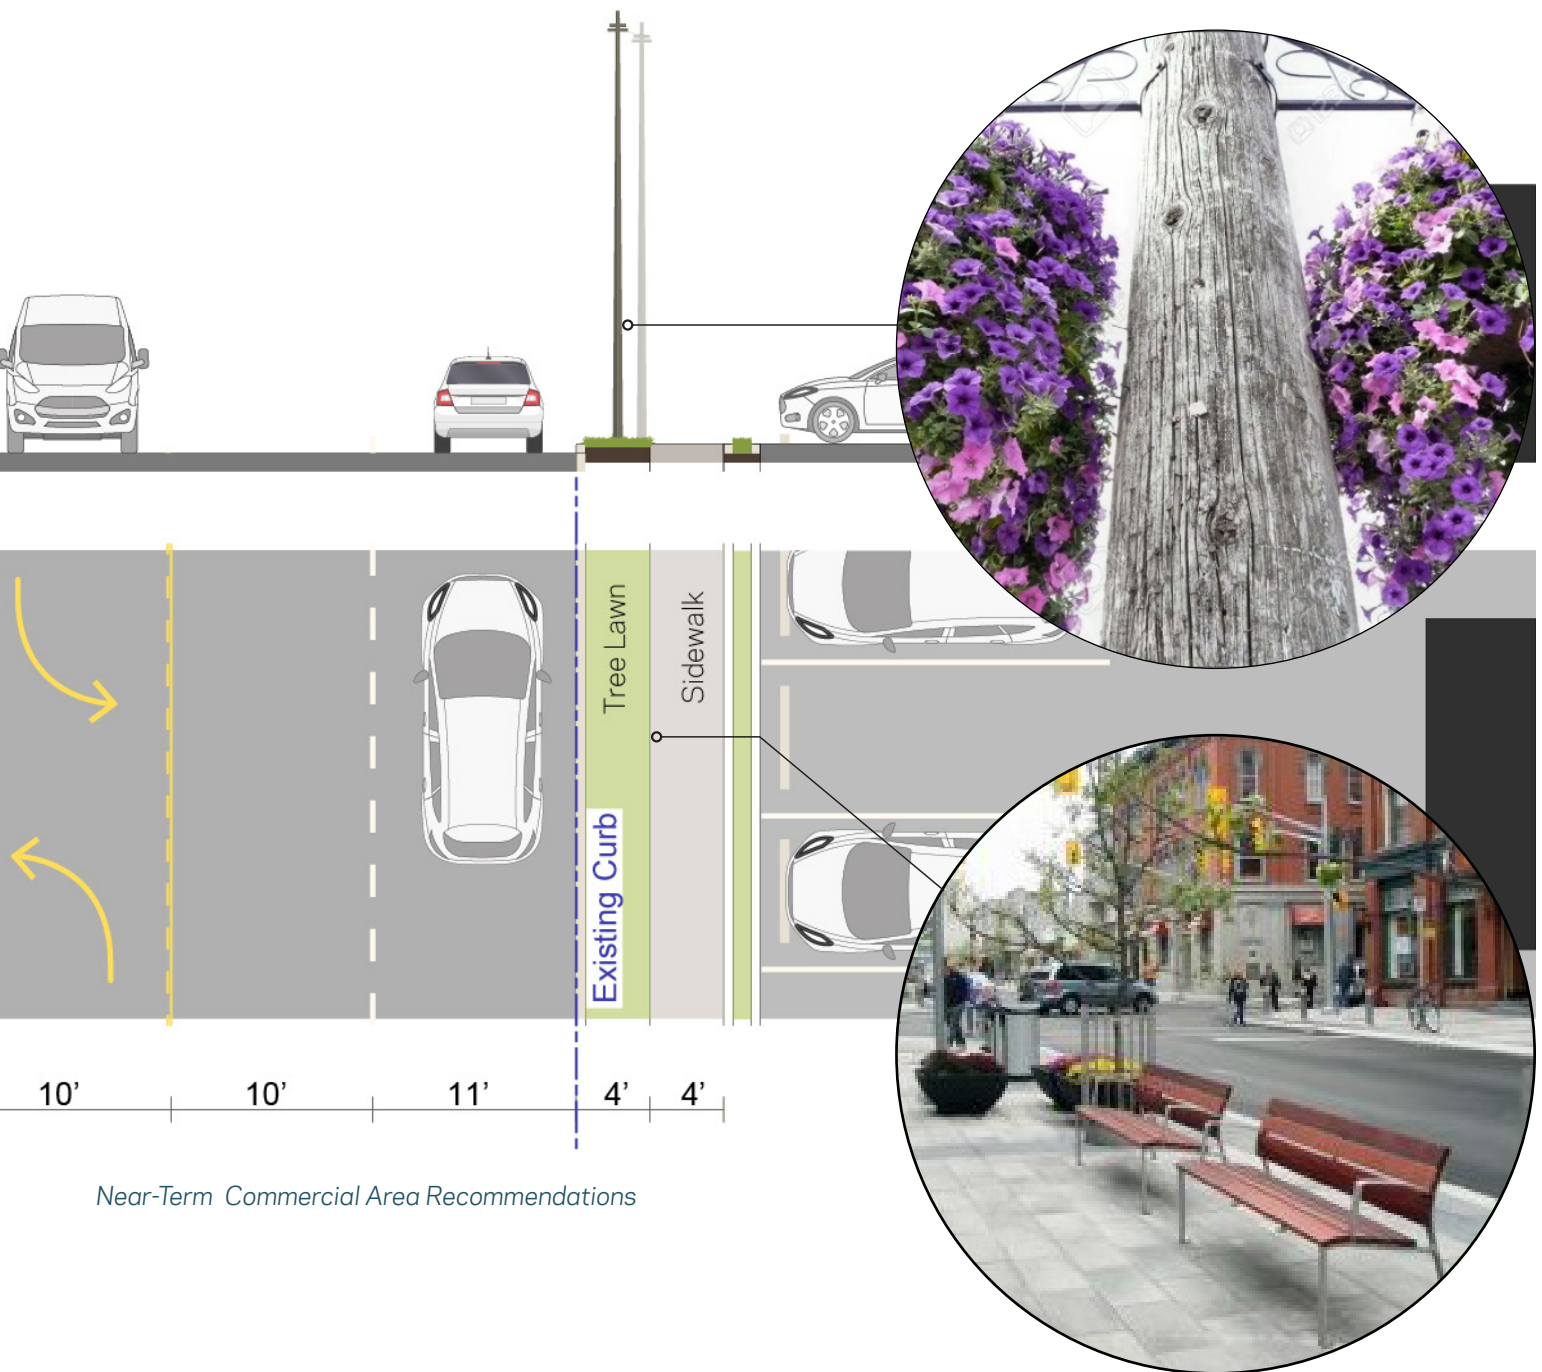 Tree Lawn
Sidewalk
Existing Curb
10’
10’
11’
4’
4’
Near-Term Commercial Area Recommendations